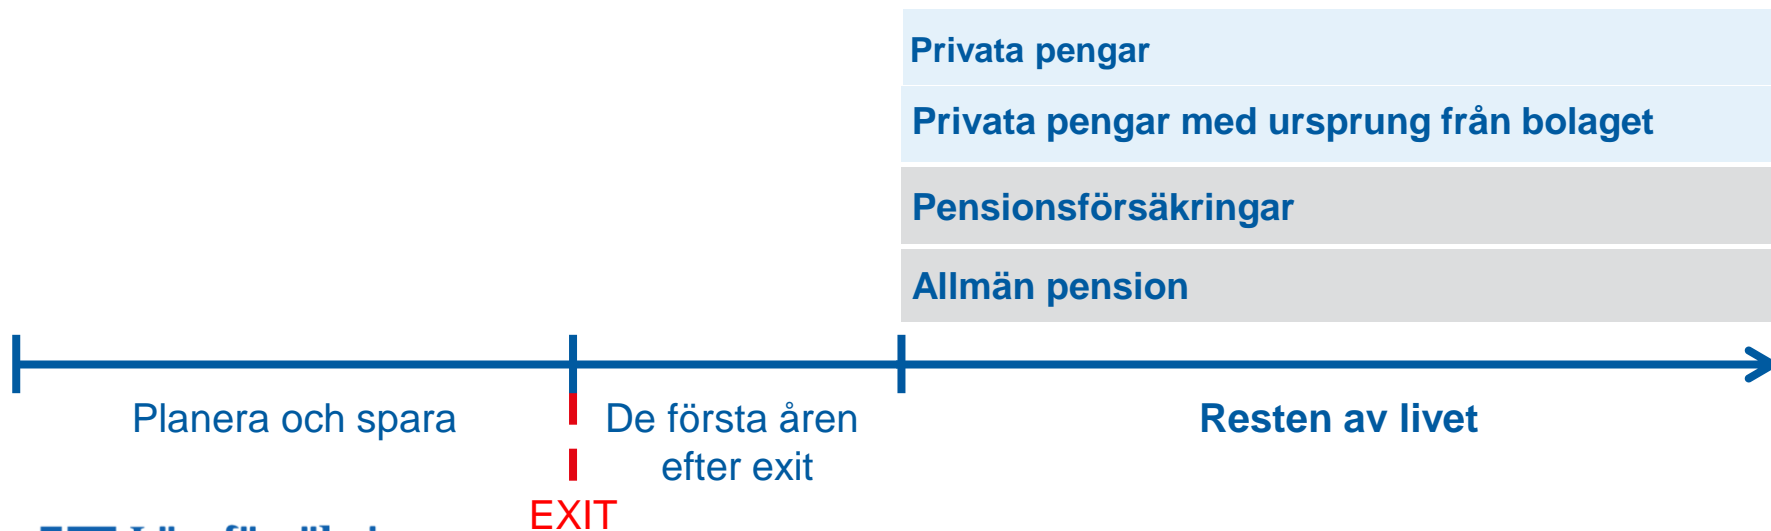 Privata pengar
Privata pengar med ursprung från bolaget
Pensionsförsäkringar
Allmän pension
Planera och spara
De första åren
efter exit
Resten av livet
EXIT